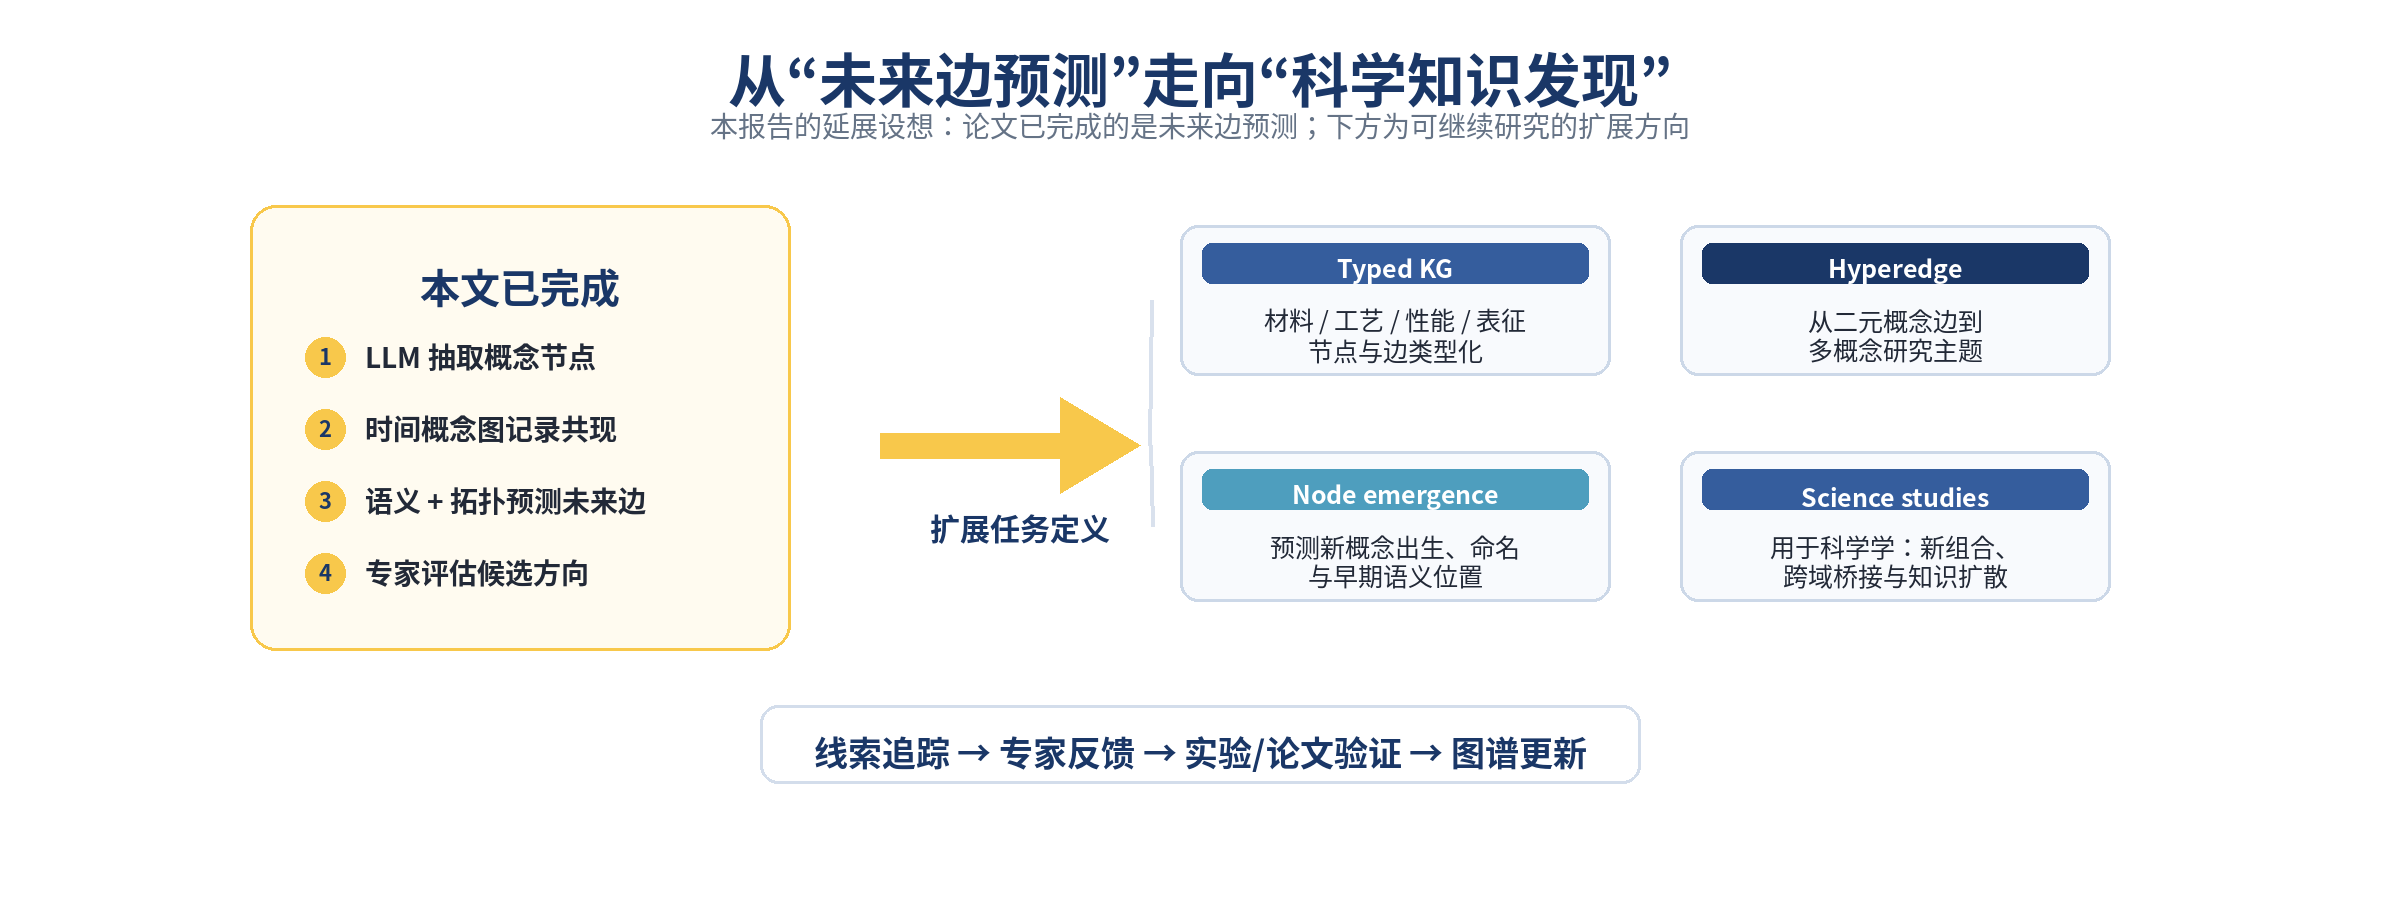 从“未来边预测”走向“科学知识发现”
本报告的延展设想：论文已完成的是未来边预测；下方为可继续研究的扩展方向
本文已完成
1 LLM 抽取概念节点
2 时间概念图记录共现
3 语义 + 拓扑预测未来边
4 专家评估候选方向
扩展任务定义
Typed KG
材料 / 工艺 / 性能 / 表征
节点与边类型化
Hyperedge
从二元概念边到
多概念研究主题
Node emergence
预测新概念出生、命名
与早期语义位置
Science studies
用于科学学：新组合、
跨域桥接与知识扩散
线索追踪 → 专家反馈 → 实验/论文验证 → 图谱更新